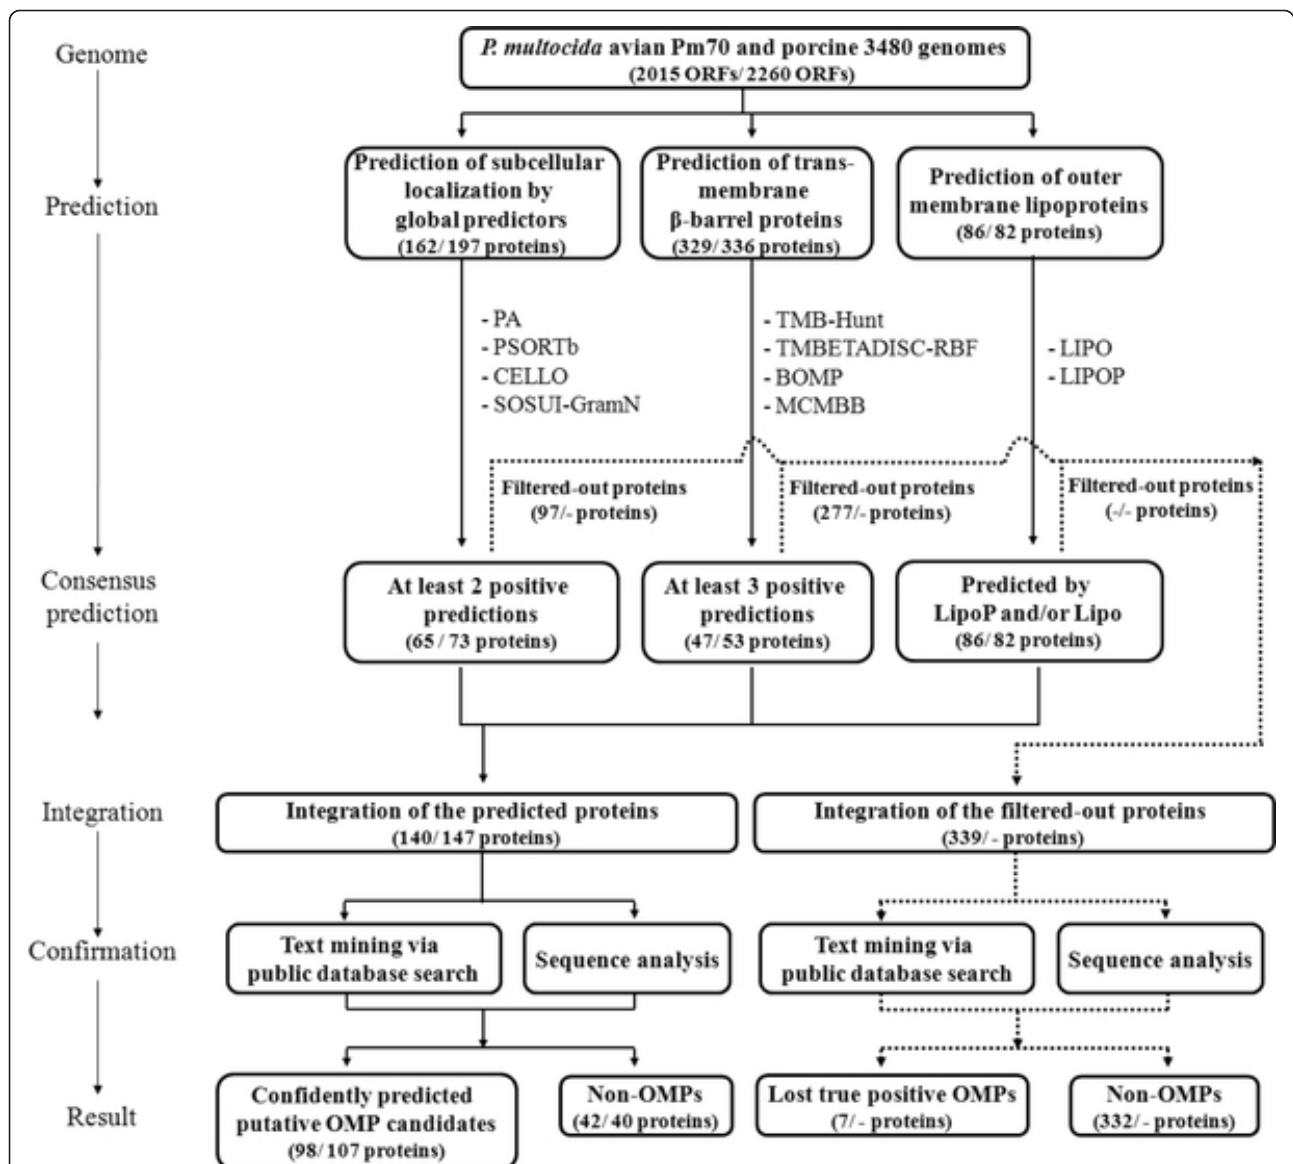 Genome
P. multocida avian Pm70 and porcine 3480 genomes
(2015 ORFs/2260 ORFs)
Prediction
Prediction of subcellular
localization by
global predictors
(162/197 proteins)
Prediction of trans-
membrane
β-barrel proteins
(329/336 proteins)
Prediction of outer
membrane lipoproteins
(86/82 proteins)
- PA
- PSORTb
- CELLO
- SOSUI-GramN
- TMB-Hunt
- TMBETADISC-RBF
- BOMP
- MCMBB
- LIPO
- LIPOP
Filtered-out proteins
(97/- proteins)
Filtered-out proteins
(277/- proteins)
Filtered-out proteins
(-/- proteins)
Consensus
prediction
At least 2 positive
predictions
(65/73 proteins)
At least 3 positive
predictions
(47/53 proteins)
Predicted by
LipoP and/or Lipo
(86/82 proteins)
Integration
Integration of the predicted proteins
(140/147 proteins)
Integration of the filtered-out proteins
(339/- proteins)
Confirmation
Text mining via
public database search
Sequence analysis
Text mining via
public database search
Sequence analysis
Result
Confidently predicted
putative OMP candidates
(98/107 proteins)
Non-OMPs
(42/40 proteins)
Lost true positive OMPs
(7/- proteins)
Non-OMPs
(332/- proteins)